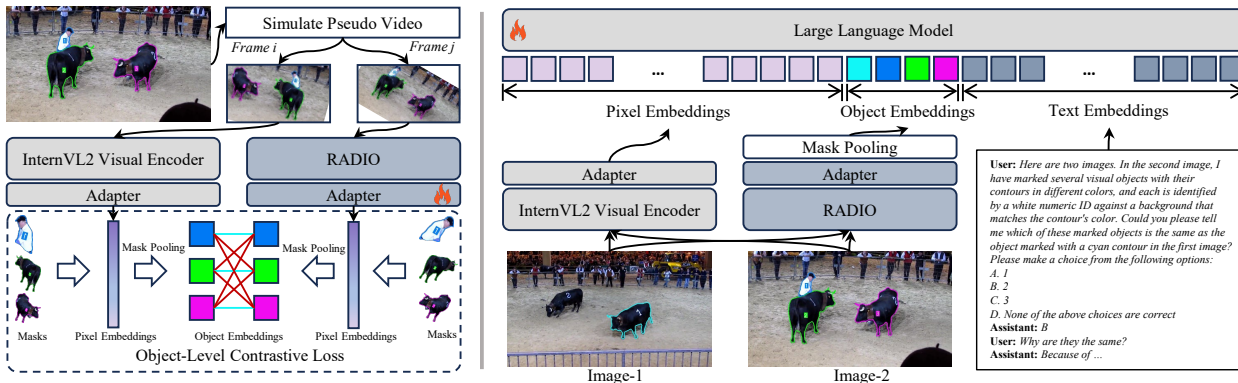 Simulate Pseudo Video
Frame i
Frame j
InternVL2 Visual Encoder
RADIO
Adapter
Adapter
Mask Pooling
Mask Pooling
Masks
Pixel Embeddings
Object Embeddings
Pixel Embeddings
Masks
Object-Level Contrastive Loss
Large Language Model
...
...
Pixel Embeddings
Object Embeddings
Text Embeddings
Mask Pooling
Adapter
Adapter
InternVL2 Visual Encoder
RADIO
Image-1
Image-2
User: Here are two images. In the second image, I
have marked several visual objects with their
contours in different colors, and each is identified
by a white numeric ID against a background that
matches the contour's color. Could you please tell
me which of these marked objects is the same as the
object marked with a cyan contour in the first image?
Please make a choice from the following options:
A. 1
B. 2
C. 3
D. None of the above choices are correct
Assistant: B
User: Why are they the same?
Assistant: Because of ...